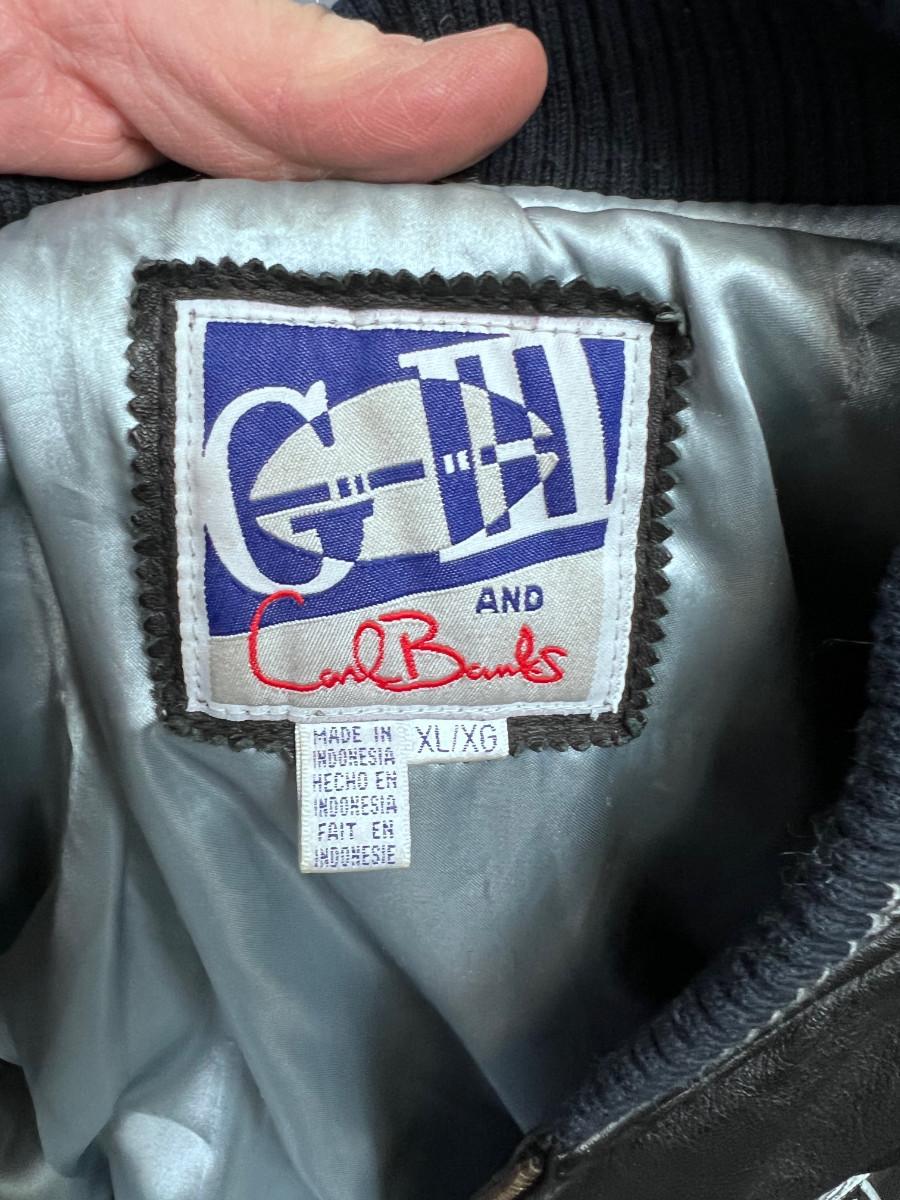 G III
AND
Carl Banks
MADE IN
INDONESIA
HECHO EN
INDONESIA
FAIT EN
INDONESIE
XL/XG